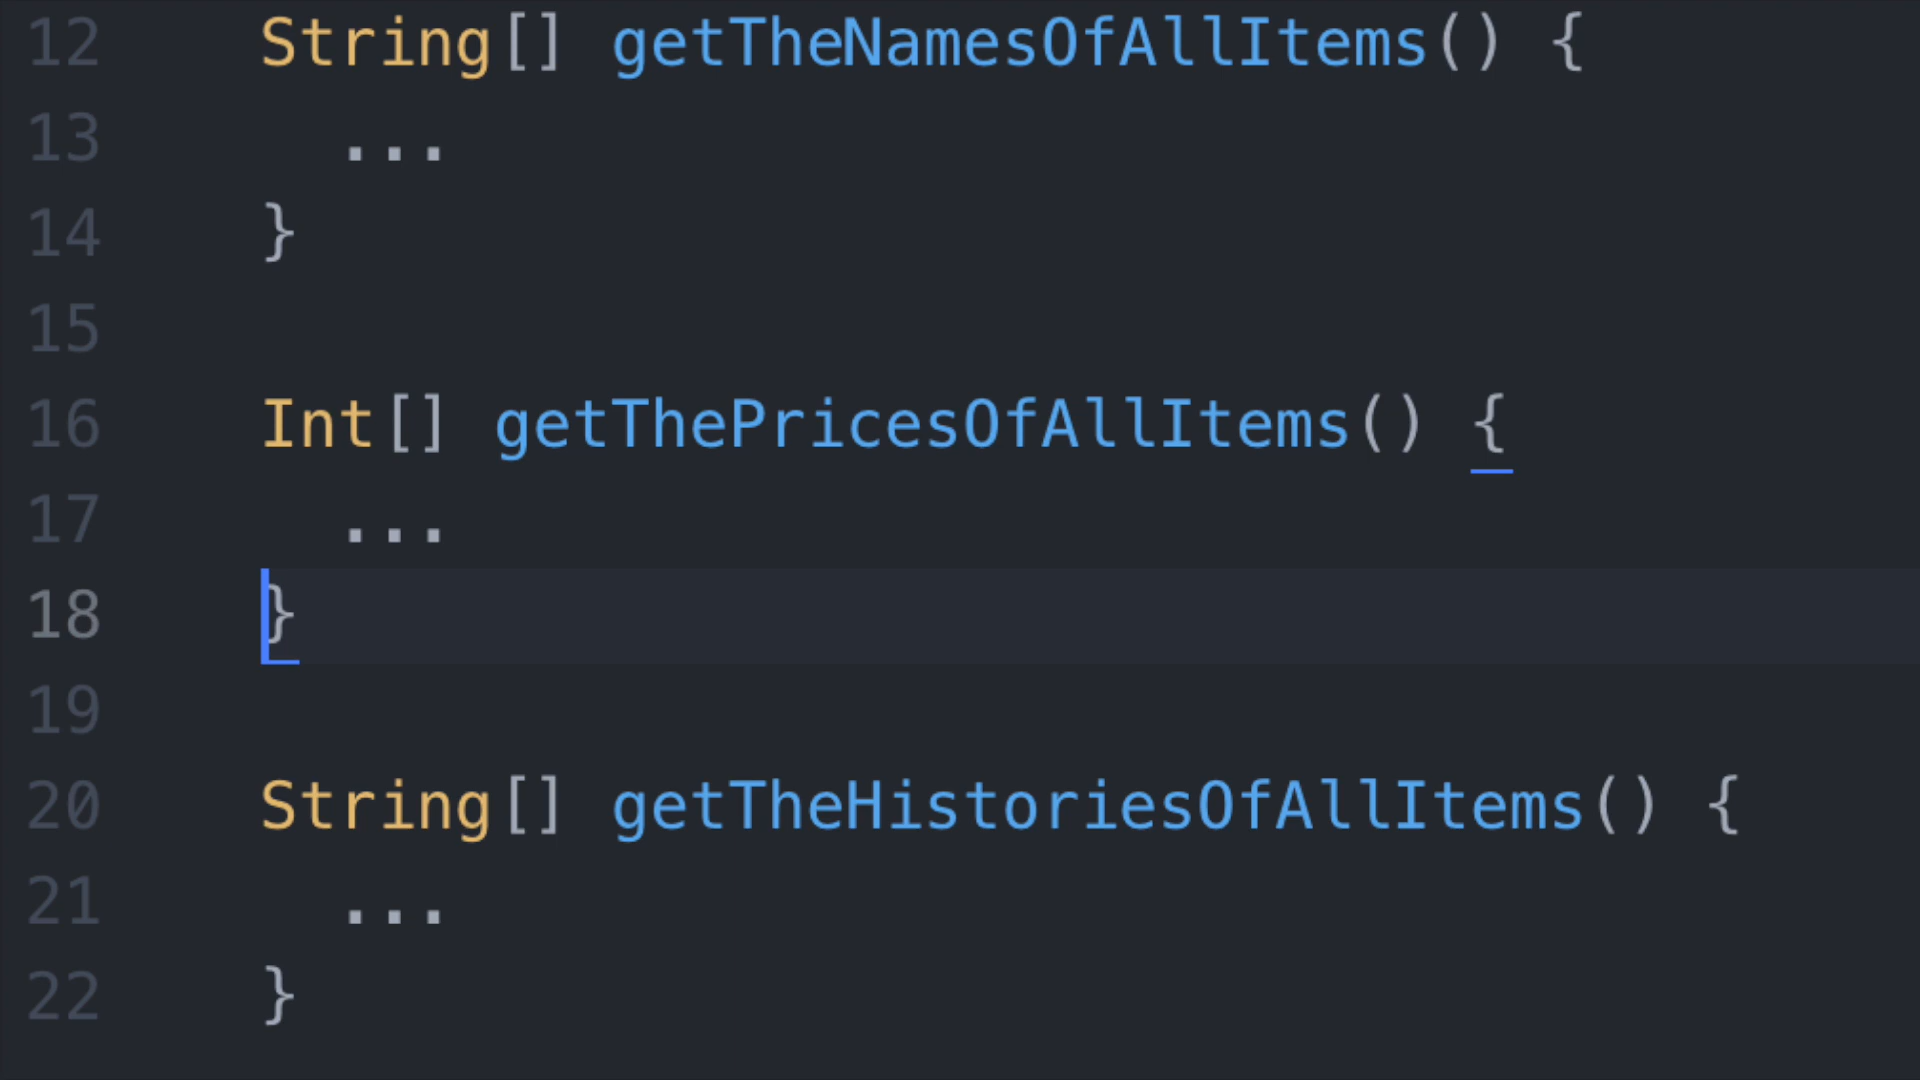 12 String[] getTheNamesOfAllItems() {
13 ...
14 }
15
16 Int[] getThePricesOfAllItems() {
17 ...
18 }
19
20 String[] getTheHistoriesOfAllItems() {
21 ...
22 }